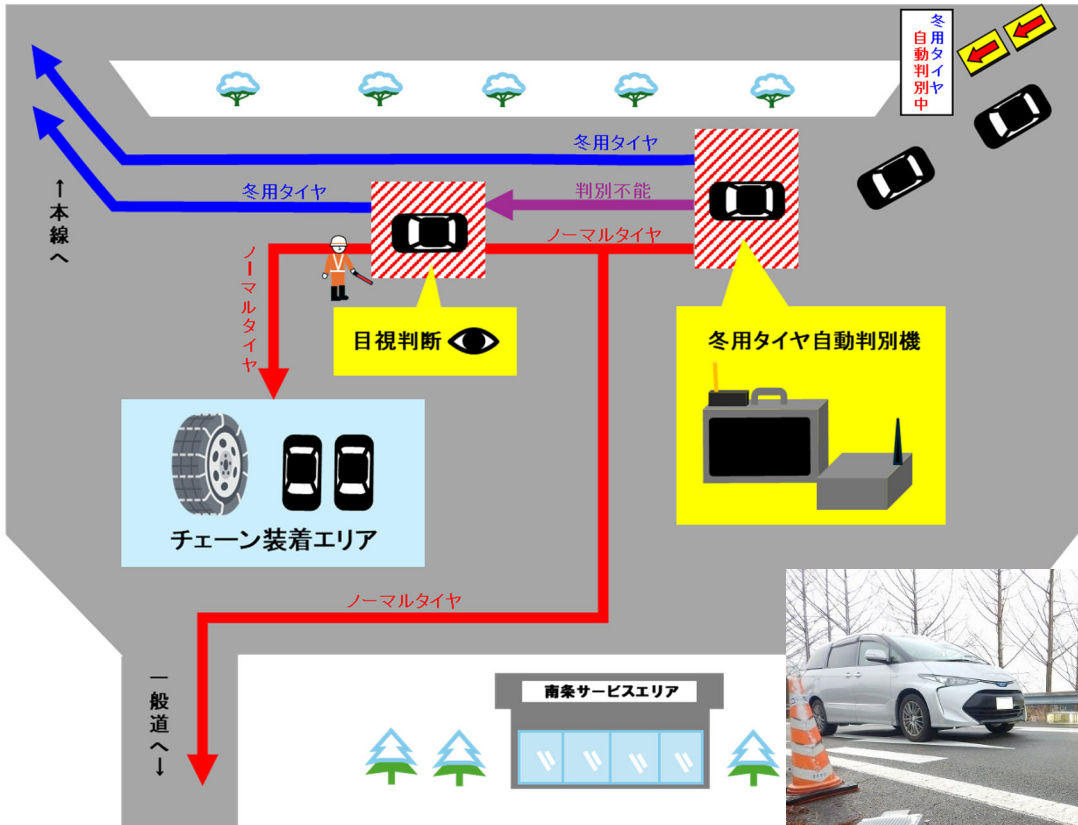 冬用タイヤ
自動判別中
冬用タイヤ
冬用タイヤ
判別不能
ノーマルタイヤ
↑本線へ
ノーマルタイヤ
目視判断
冬用タイヤ自動判別機
チェーン装着エリア
ノーマルタイヤ
一般道へ↓
南条サービスエリア